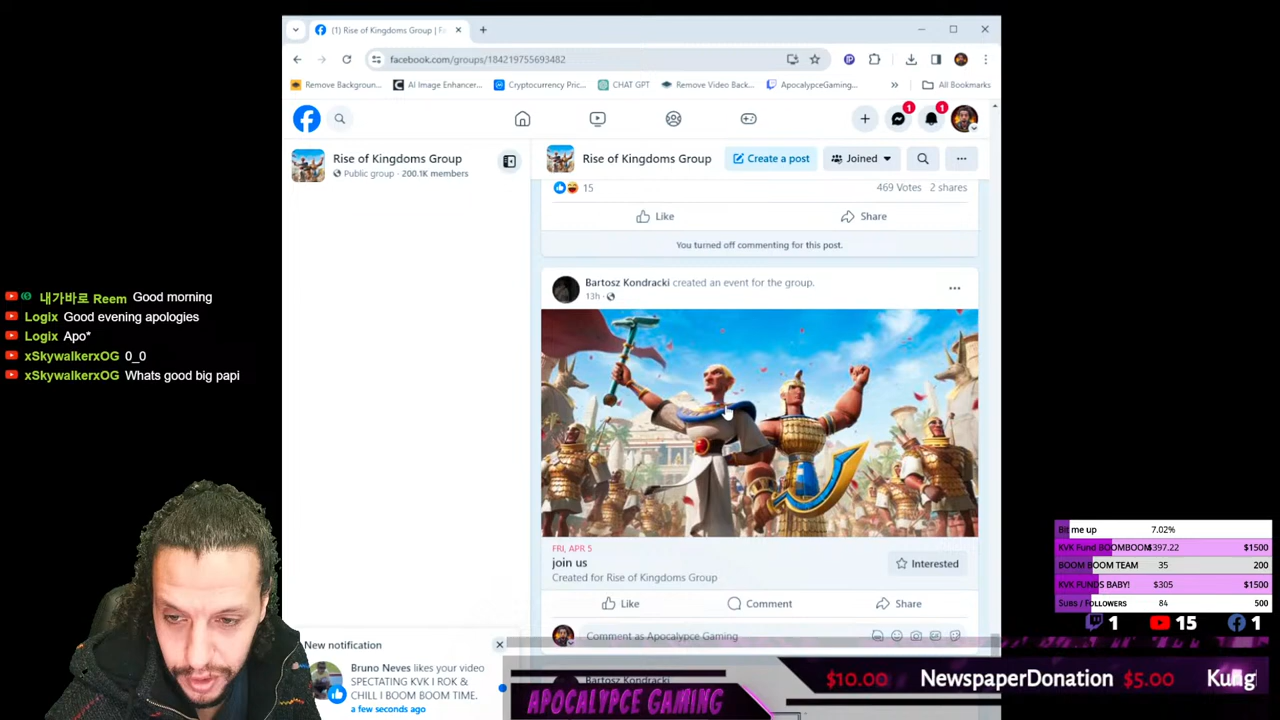 (1) Rise of Kingdoms Group | Fa
facebook.com/groups/184219755693482
Remove Backgroun...
AI Image Enhancer...
Cryptocurrency Pric...
CHAT GPT
Remove Video Back...
ApocalypceGaming...
»
All Bookmarks
1
1
Rise of Kingdoms Group
Public group · 200.1K members
Rise of Kingdoms Group
Create a post
Joined
15
469 Votes 2 shares
Like
Share
You turned off commenting for this post.
Bartosz Kondracki created an event for the group.
13h ·
FRI, APR 5
join us
Created for Rise of Kingdoms Group
Interested
Like
Comment
Share
Comment as Apocalypce Gaming
Bartosz Kondracki
내가바로 Reem Good morning
Logix Good evening apologies
Logix Apo*
xSkywalkerxOG 0_0
xSkywalkerxOG Whats good big papi
New notification
Bruno Neves likes your video
SPECTATING KVK I ROK &
CHILL I BOOM BOOM TIME.
a few seconds ago
Bit me up 7.02%
KVK Fund BOOMBOOM $397.22 $1500
BOOM BOOM TEAM 35 200
KVK FUNDS BABY! $305 $1500
Subs / Followers 84 500
1 15 1
APOCALYPCE GAMING
$10.00 NewspaperDonation $5.00 Kung